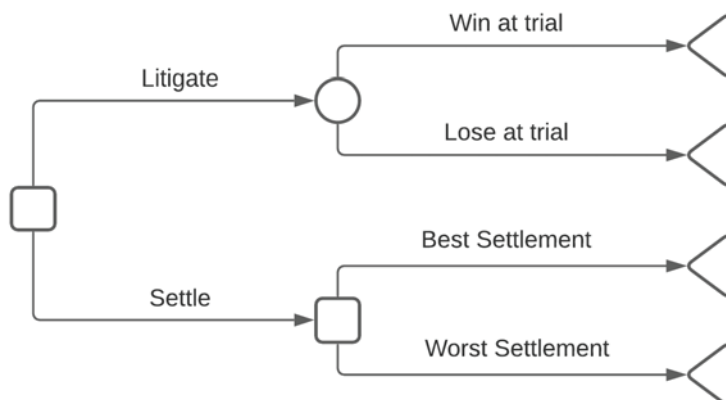 Win at trial
Litigate
Lose at trial
Best Settlement
Settle
Worst Settlement